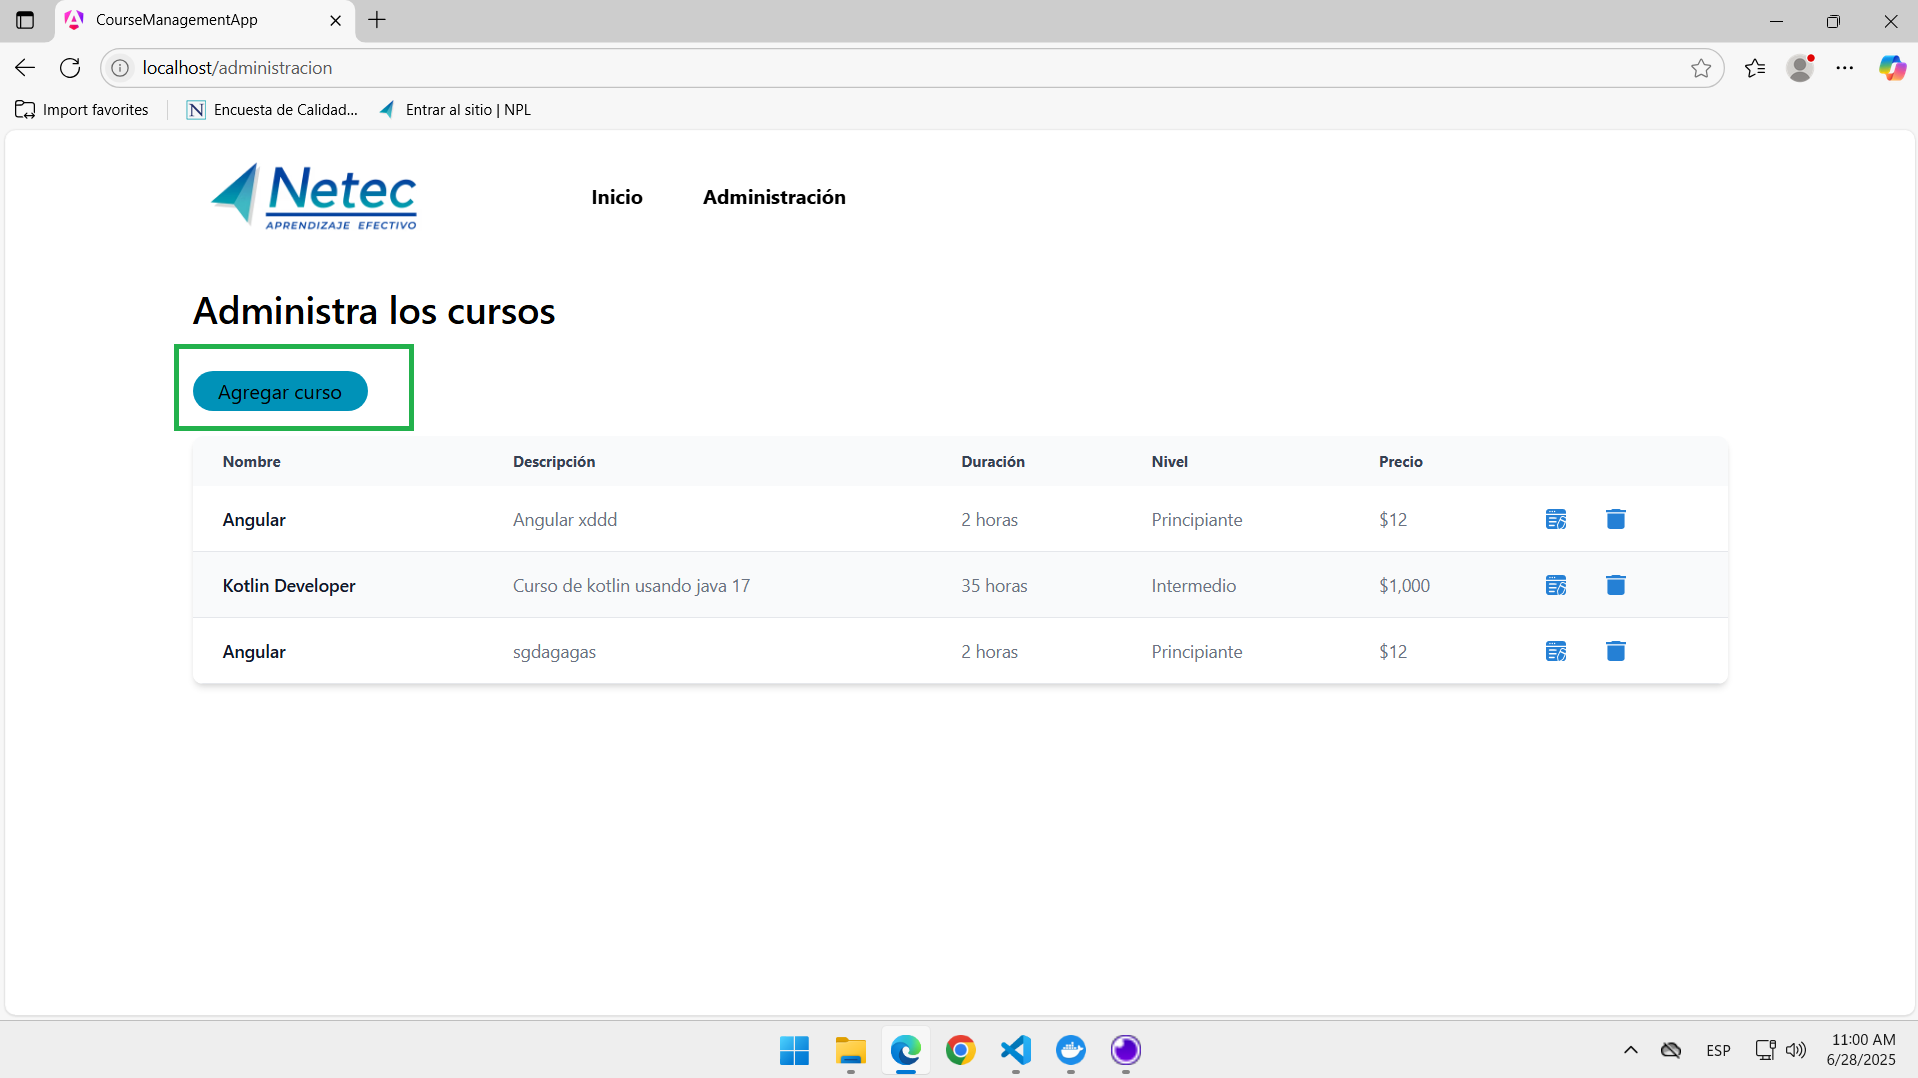 CourseManagementApp
localhost/administracion
Import favorites
Encuesta de Calidad...
Entrar al sitio | NPL
Netec
APRENDIZAJE EFECTIVO
Inicio
Administración
Administra los cursos
Agregar curso
Nombre Descripción Duración Nivel Precio
Angular Angular xddd 2 horas Principiante $12
Kotlin Developer Curso de kotlin usando java 17 35 horas Intermedio $1,000
Angular sgdagagas 2 horas Principiante $12
ESP
11:00 AM
6/28/2025